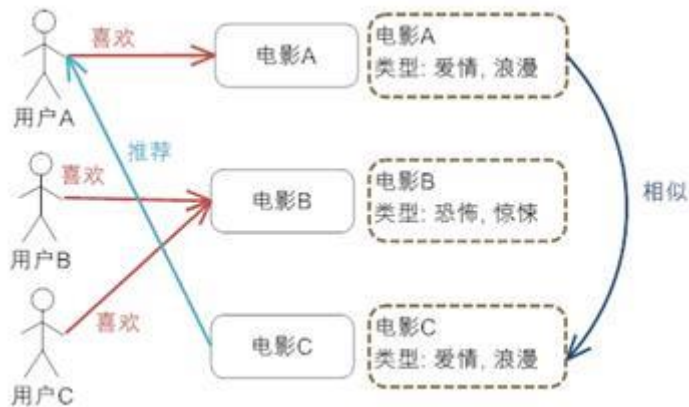 喜欢
电影A
电影A
类型: 爱情, 浪漫
用户A
推荐
相似
喜欢
电影B
电影B
类型: 恐怖, 惊悚
用户B
喜欢
电影C
电影C
类型: 爱情, 浪漫
用户C